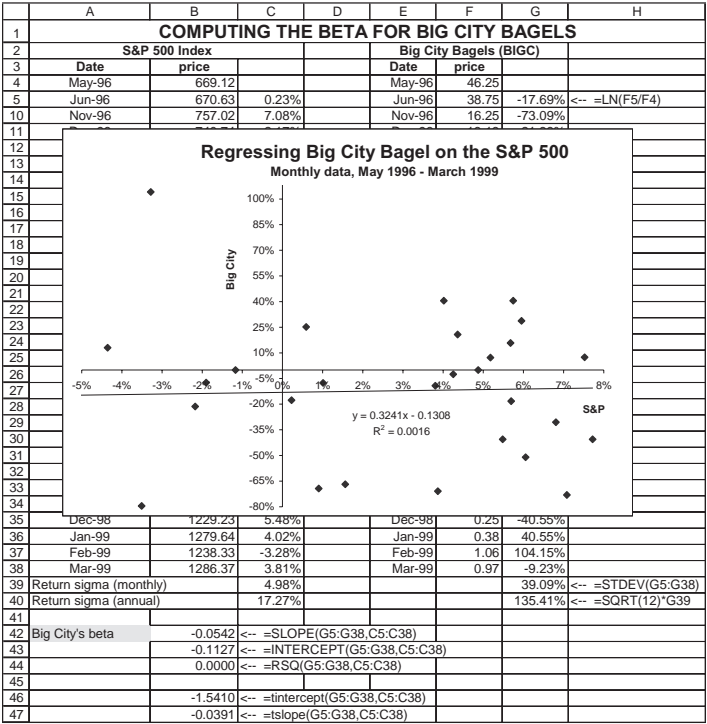 A B C D E F G H
1 COMPUTING THE BETA FOR BIG CITY BAGELS
2 S&P 500 Index Big City Bagels (BIGC)
3 Date price Date price
4 May-96 669.12 May-96 46.25
5 Jun-96 670.63 0.23% Jun-96 38.75 -17.69% <-- =LN(F5/F4)
10 Nov-96 757.02 7.08% Nov-96 16.25 -73.09%
11
12
Regressing Big City Bagel on the S&P 500
13
Monthly data, May 1996 - March 1999
14
15
100%
16
17
85%
18
70%
19
Big City
20
55%
21
40%
22
23
25%
24
10%
25
26
-5%
-5% -4% -3% -2% -1% 0% 1% 2% 3% 4% 5% 6% 7% 8%
27
-20%
S&P
28
y = 0.3241x - 0.1308
29
-35%
R2 = 0.0016
30
31
-50%
32
-65%
33
34
-80%
35 Dec-98 1229.23 5.48% Dec-98 0.25 -40.55%
36 Jan-99 1279.64 4.02% Jan-99 0.38 40.55%
37 Feb-99 1238.33 -3.28% Feb-99 1.06 104.15%
38 Mar-99 1286.37 3.81% Mar-99 0.97 -9.23%
39 Return sigma (monthly) 4.98% 39.09% <-- =STDEV(G5:G38)
40 Return sigma (annual) 17.27% 135.41% <-- =SQRT(12)*G39
41
42 Big City's beta -0.0542 <-- =SLOPE(G5:G38,C5:C38)
43 -0.1127 <-- =INTERCEPT(G5:G38,C5:C38)
44 0.0000 <-- =RSQ(G5:G38,C5:C38)
45
46 -1.5410 <-- =tintercept(G5:G38,C5:C38)
47 -0.0391 <-- =tslope(G5:G38,C5:C38)